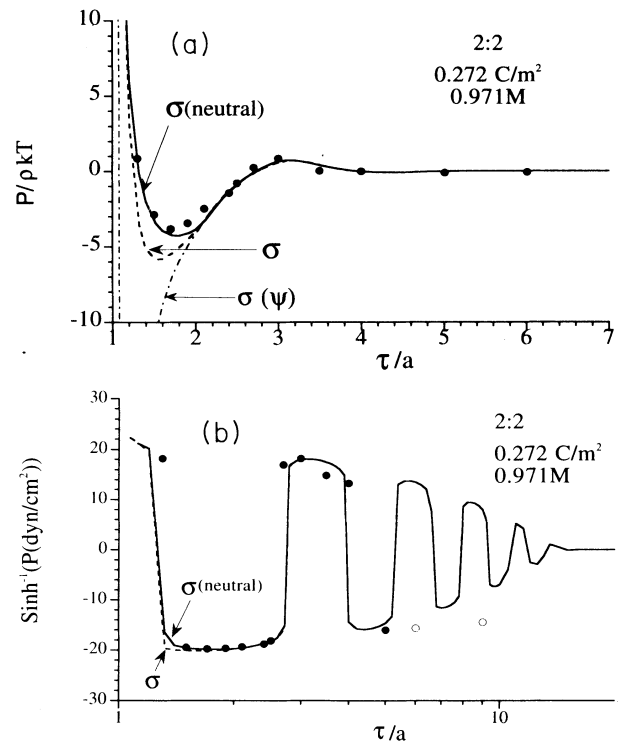 (a)
2:2
0.272 C/m²
0.971M
σ(neutral)
σ
σ (ψ)
P/ρkT
10
5
0
-5
-10
1 2 3 4 5 6 7
τ/a
(b)
2:2
0.272 C/m²
0.971M
σ(neutral)
σ
Sinh⁻¹(P(dyn/cm²))
30
20
10
0
-10
-20
-30
1 10
τ/a